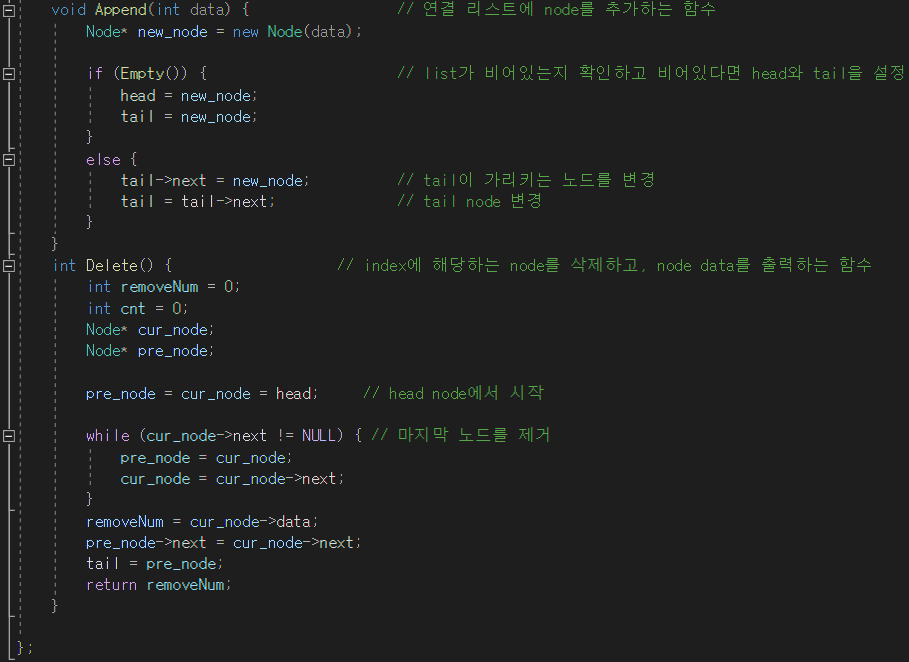 void Append(int data) { // 연결 리스트에 node를 추가하는 함수
Node* new_node = new Node(data);
if (Empty()) { // list가 비어있는지 확인하고 비어있다면 head와 tail을 설정
head = new_node;
tail = new_node;
}
else {
tail->next = new_node; // tail이 가리키는 노드를 변경
tail = tail->next; // tail node 변경
}
}
int Delete() { // index에 해당하는 node를 삭제하고, node data를 출력하는 함수
int removeNum = 0;
int cnt = 0;
Node* cur_node;
Node* pre_node;
pre_node = cur_node = head; // head node에서 시작
while (cur_node->next != NULL) { // 마지막 노드를 제거
pre_node = cur_node;
cur_node = cur_node->next;
}
removeNum = cur_node->data;
pre_node->next = cur_node->next;
tail = pre_node;
return removeNum;
}
};